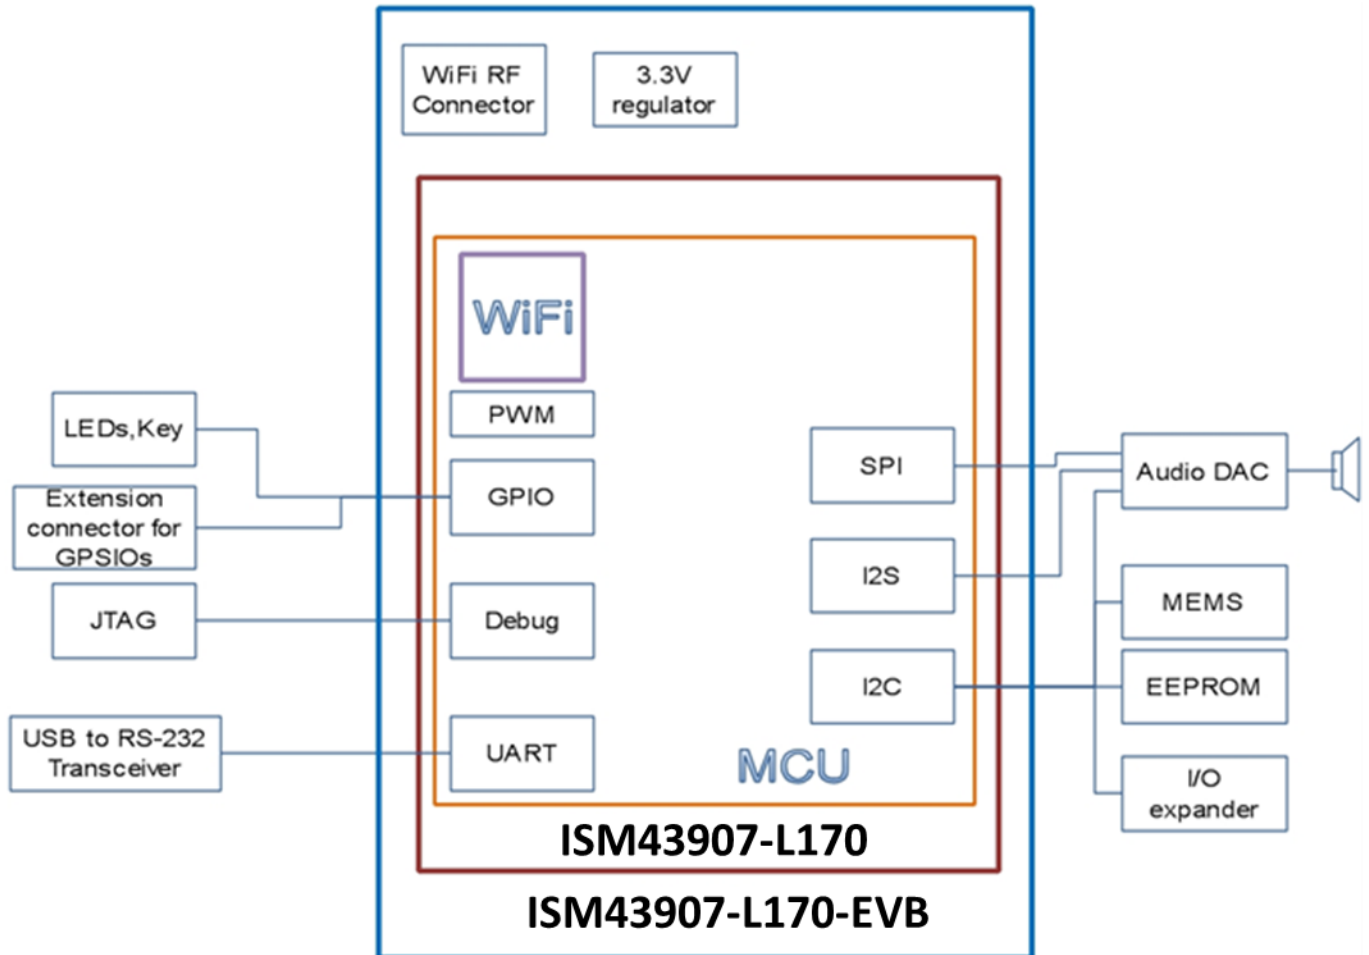 WiFi RF
Connector
3.3V
regulator
WiFi
PWM
LEDs,Key
GPIO
Extension
connector for
GPSIOs
JTAG
Debug
USB to RS-232
Transceiver
UART
SPI
I2S
I2C
Audio DAC
MEMS
EEPROM
I/O
expander
MCU
ISM43907-L170
ISM43907-L170-EVB